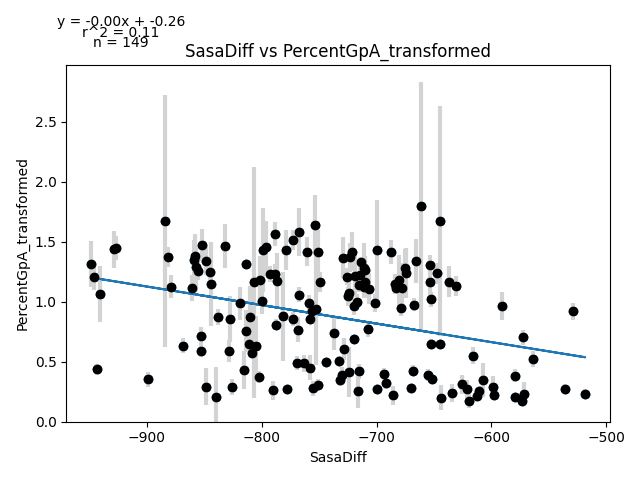 y = -0.00x + -0.26
r^2 = 0.11
n = 149
SasaDiff vs PercentGpA_transformed
PercentGpA_transformed
2.5
2.0
1.5
1.0
0.5
0.0
−900 −800 −700 −600 −500
SasaDiff